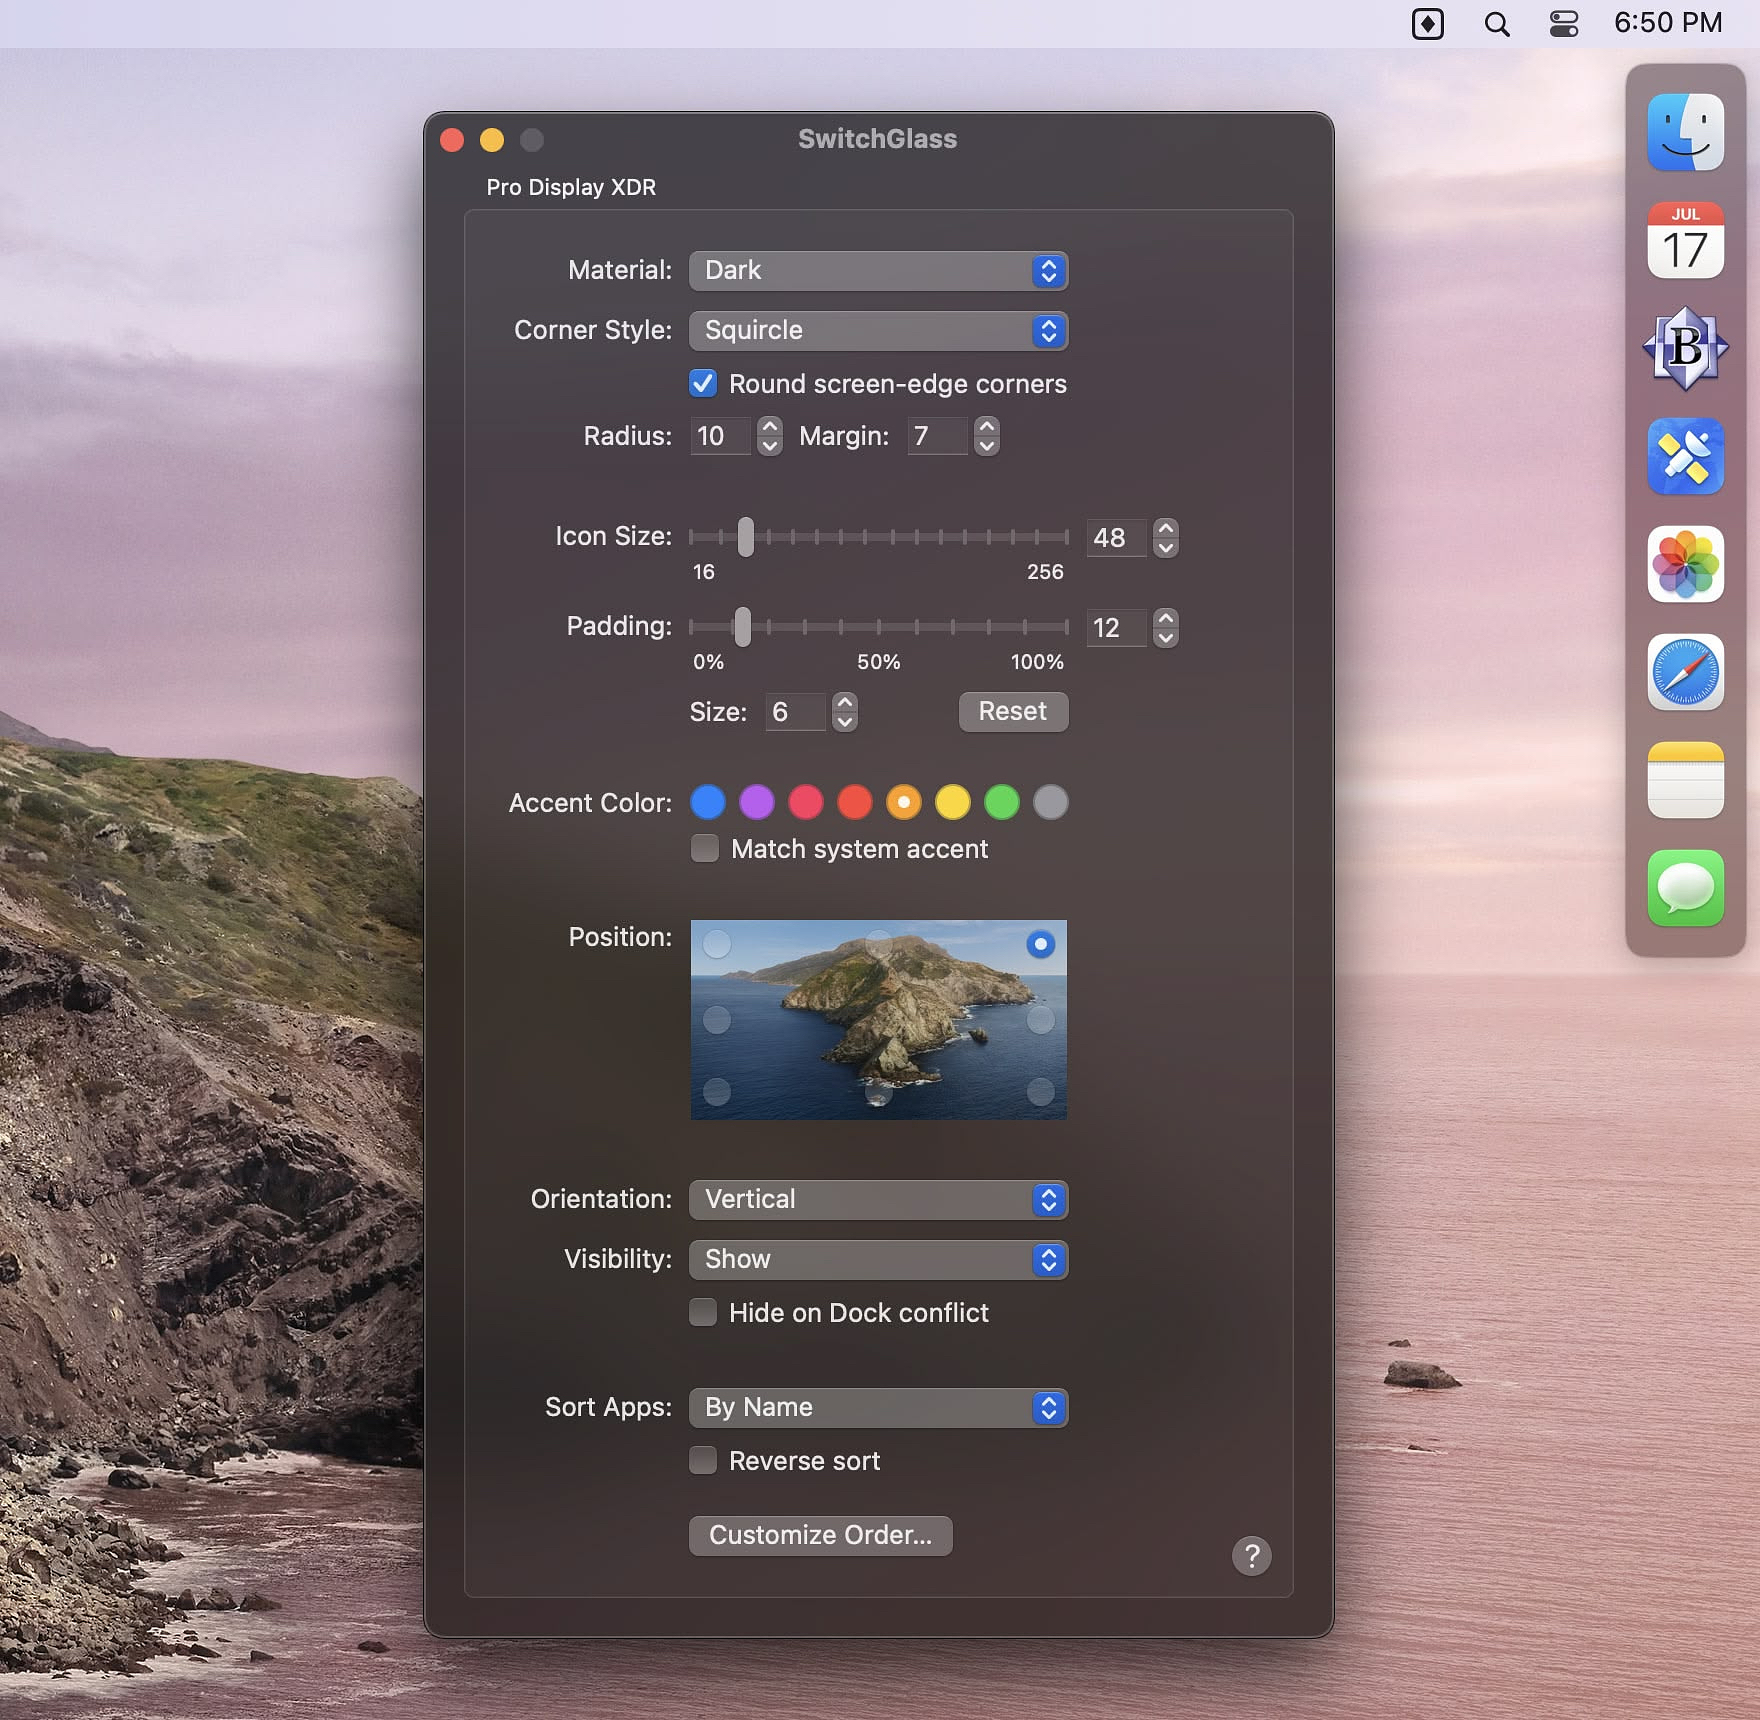 6:50 PM
SwitchGlass
Pro Display XDR
Material: Dark
Corner Style: Squircle
Round screen-edge corners
Radius: 10 Margin: 7
Icon Size: 48
16 256
Padding: 12
0% 50% 100%
Size: 6 Reset
Accent Color:
Match system accent
Position:
Orientation: Vertical
Visibility: Show
Hide on Dock conflict
Sort Apps: By Name
Reverse sort
Customize Order...
?
JUL
17
B